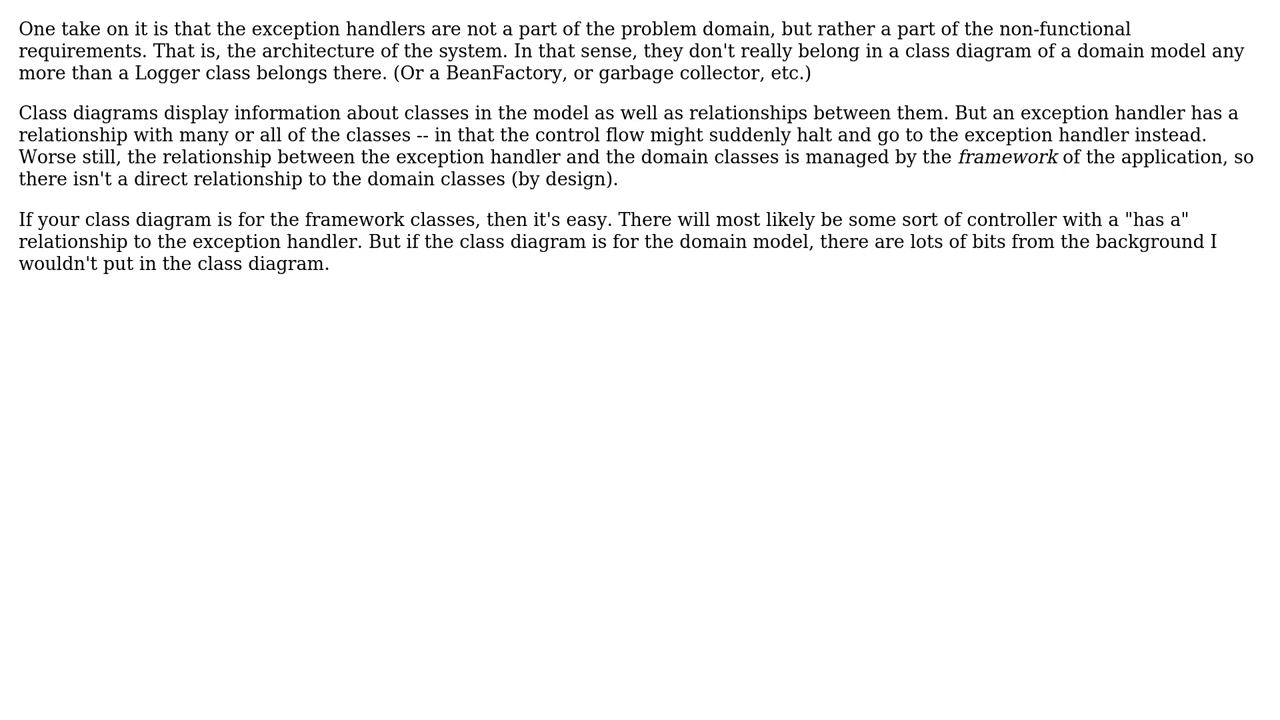 One take on it is that the exception handlers are not a part of the problem domain, but rather a part of the non-functional
requirements. That is, the architecture of the system. In that sense, they don't really belong in a class diagram of a domain model any
more than a Logger class belongs there. (Or a BeanFactory, or garbage collector, etc.)
Class diagrams display information about classes in the model as well as relationships between them. But an exception handler has a
relationship with many or all of the classes -- in that the control flow might suddenly halt and go to the exception handler instead.
Worse still, the relationship between the exception handler and the domain classes is managed by the framework of the application, so
there isn't a direct relationship to the domain classes (by design).
If your class diagram is for the framework classes, then it's easy. There will most likely be some sort of controller with a "has a"
relationship to the exception handler. But if the class diagram is for the domain model, there are lots of bits from the background I
wouldn't put in the class diagram.